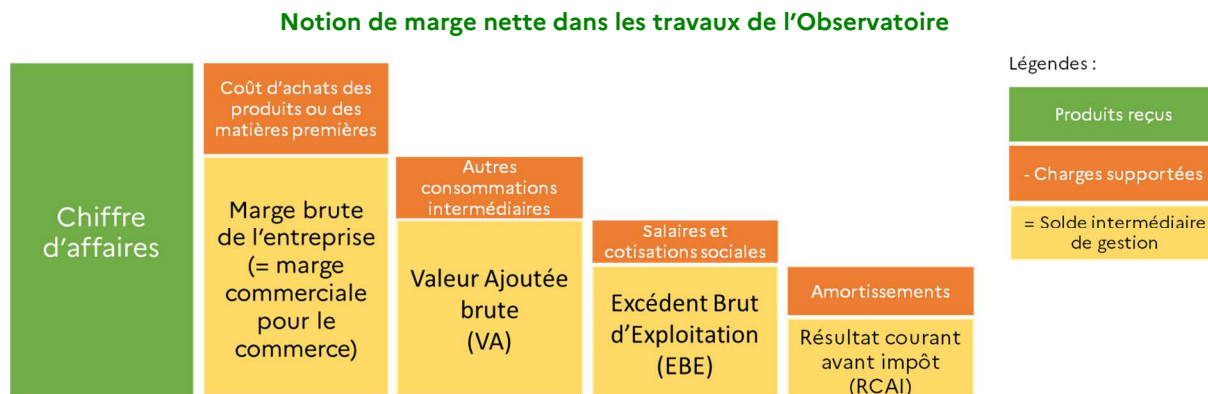 Notion de marge nette dans les travaux de l’Observatoire
Chiffre
d’affaires
Coût d’achats des
produits ou des
matières premières
Marge brute
de l’entreprise
(= marge
commerciale
pour le
commerce)
Autres
consommations
intermédiaires
Valeur Ajoutée
brute
(VA)
Salaires et
cotisations sociales
Excédent Brut
d’Exploitation
(EBE)
Amortissements
Résultat courant
avant impôt
(RCAI)
Légendes :
Produits reçus
- Charges supportées
= Solde intermédiaire
de gestion